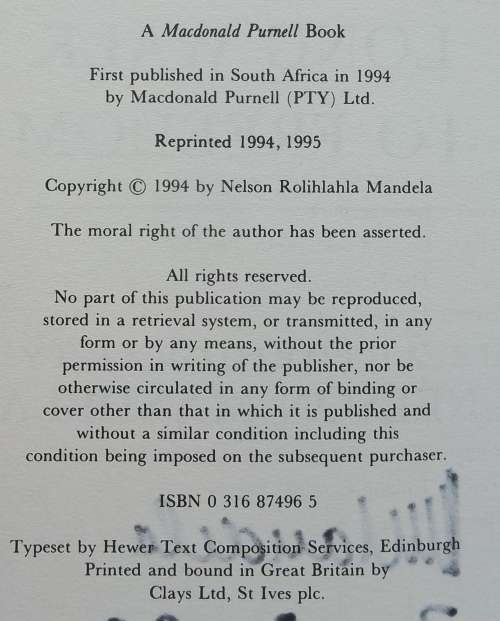 A Macdonald Purnell Book
First published in South Africa in 1994
by Macdonald Purnell (PTY) Ltd.
Reprinted 1994, 1995
Copyright © 1994 by Nelson Rolihlahla Mandela
The moral right of the author has been asserted.
All rights reserved.
No part of this publication may be reproduced,
stored in a retrieval system, or transmitted, in any
form or by any means, without the prior
permission in writing of the publisher, nor be
otherwise circulated in any form of binding or
cover other than that in which it is published and
without a similar condition including this
condition being imposed on the subsequent purchaser.
ISBN 0 316 87496 5
Typeset by Hewer Text Composition Services, Edinburgh
Printed and bound in Great Britain by
Clays Ltd, St Ives plc.